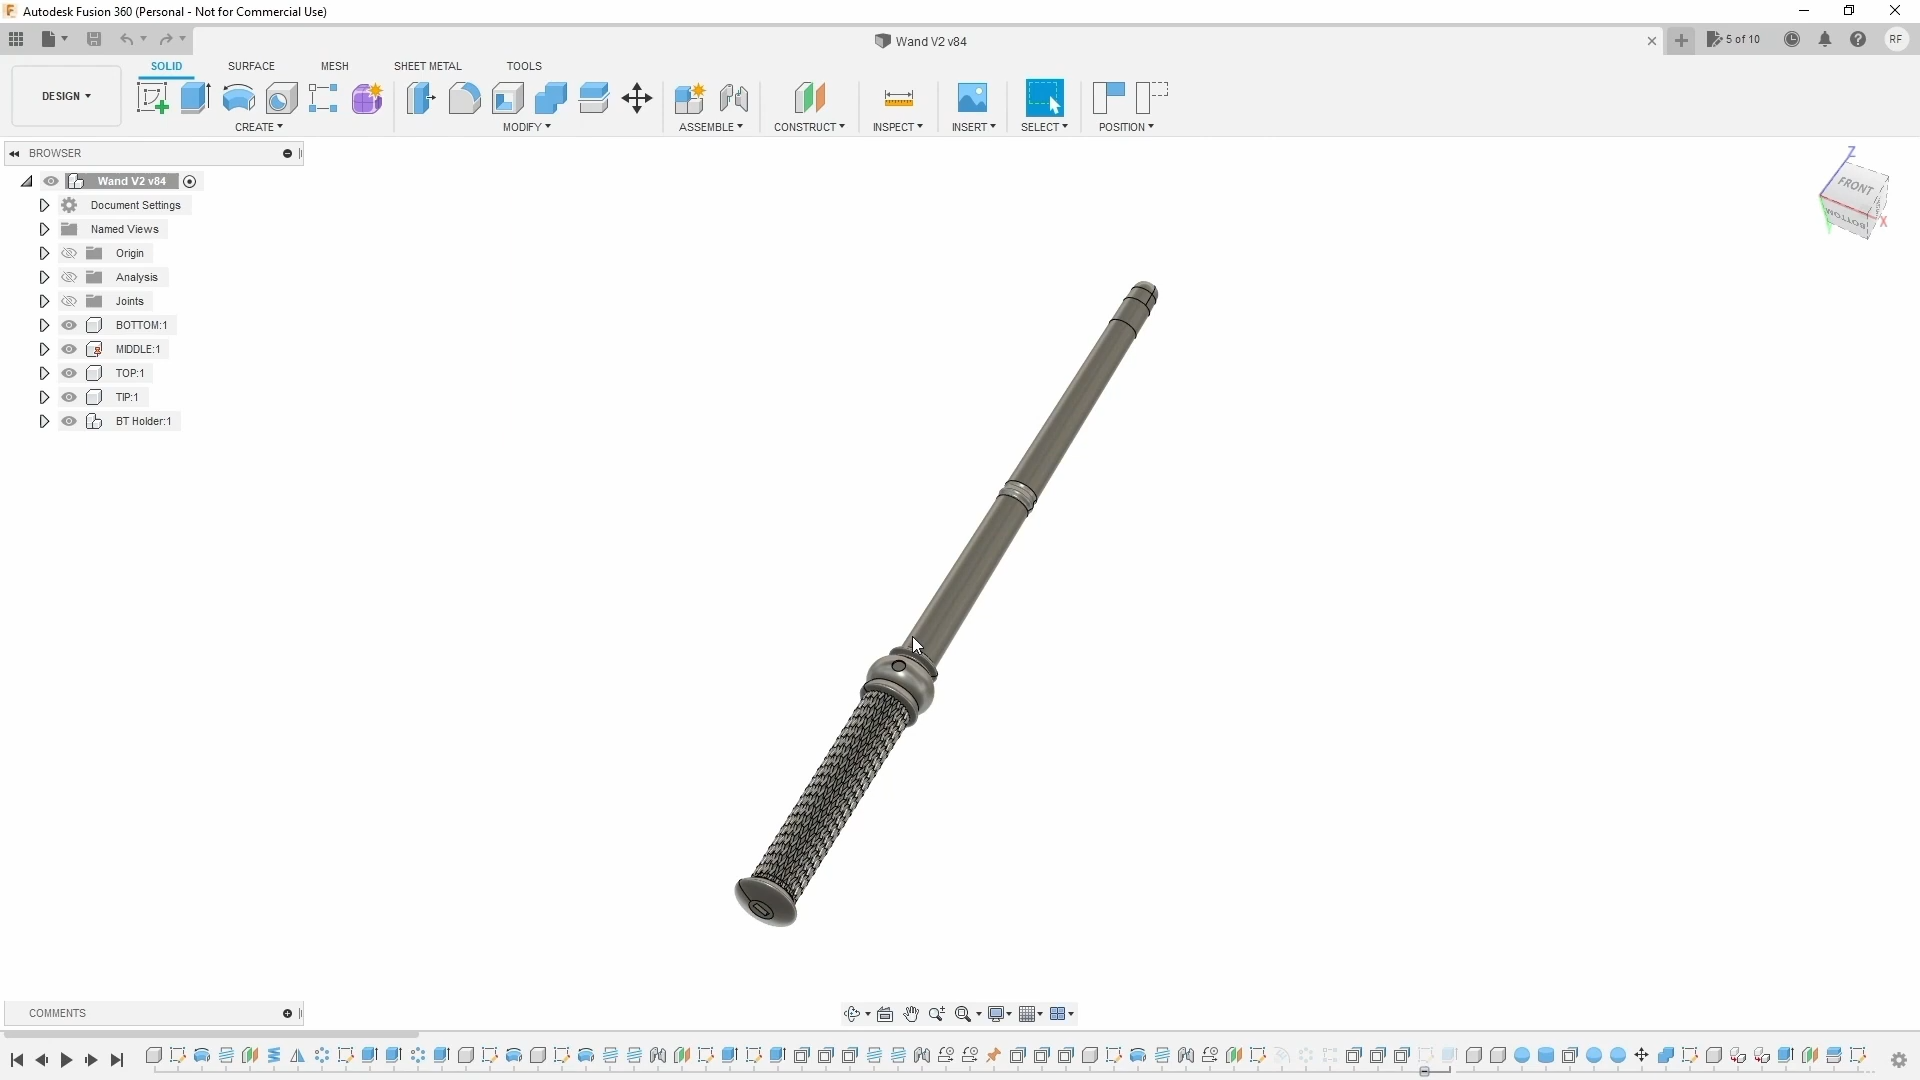 Autodesk Fusion 360 (Personal - Not for Commercial Use)
Wand V2 v84
5 of 10
RF
DESIGN
SOLID
SURFACE
MESH
SHEET METAL
TOOLS
CREATE
MODIFY
ASSEMBLE
CONSTRUCT
INSPECT
INSERT
SELECT
POSITION
BROWSER
Wand V2 v84
Document Settings
Named Views
Origin
Analysis
Joints
BOTTOM:1
MIDDLE:1
TOP:1
TIP:1
BT Holder:1
Z
FRONT
BOTTOM
X
COMMENTS